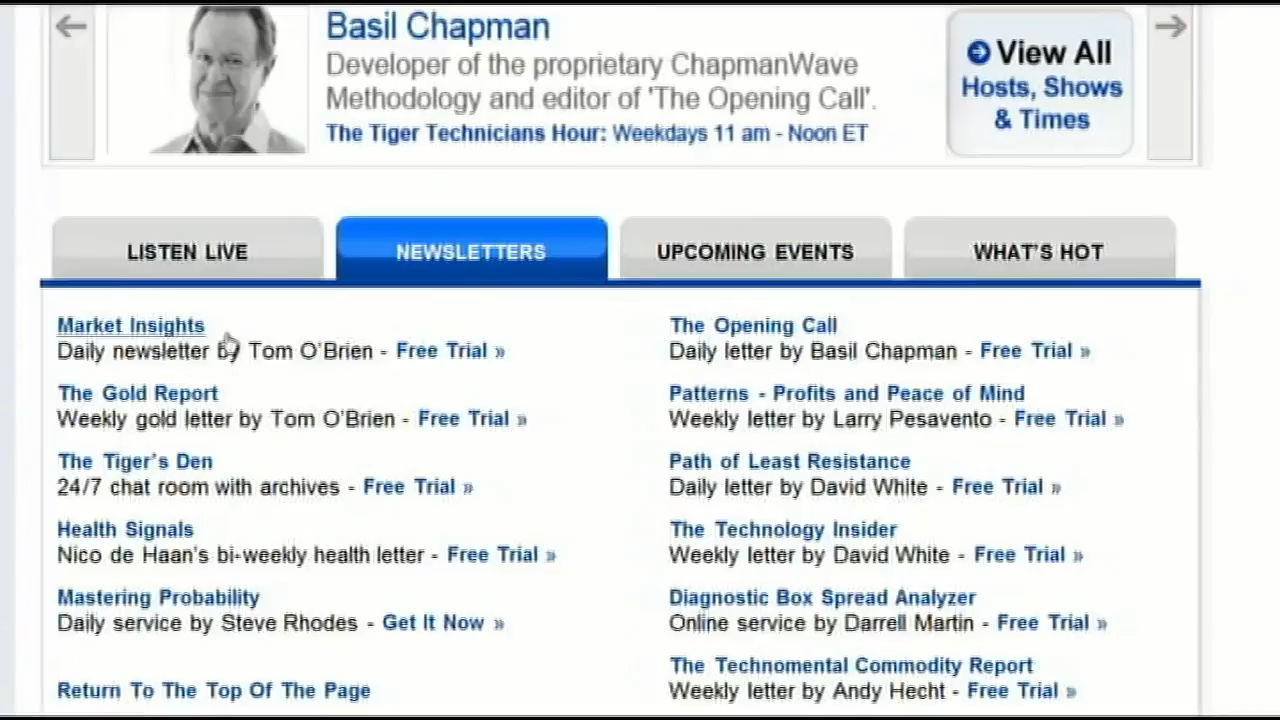 Basil Chapman
Developer of the proprietary ChapmanWave
Methodology and editor of 'The Opening Call'.
The Tiger Technicians Hour: Weekdays 11 am - Noon ET
View All
Hosts, Shows
& Times
LISTEN LIVE
NEWSLETTERS
UPCOMING EVENTS
WHAT'S HOT
Market Insights
Daily newsletter by Tom O'Brien - Free Trial »
The Gold Report
Weekly gold letter by Tom O'Brien - Free Trial »
The Tiger's Den
24/7 chat room with archives - Free Trial »
Health Signals
Nico de Haan's bi-weekly health letter - Free Trial »
Mastering Probability
Daily service by Steve Rhodes - Get It Now »
Return To The Top Of The Page
The Opening Call
Daily letter by Basil Chapman - Free Trial »
Patterns - Profits and Peace of Mind
Weekly letter by Larry Pesavento - Free Trial »
Path of Least Resistance
Daily letter by David White - Free Trial »
The Technology Insider
Weekly letter by David White - Free Trial »
Diagnostic Box Spread Analyzer
Online service by Darrell Martin - Free Trial »
The Technomental Commodity Report
Weekly letter by Andy Hecht - Free Trial »